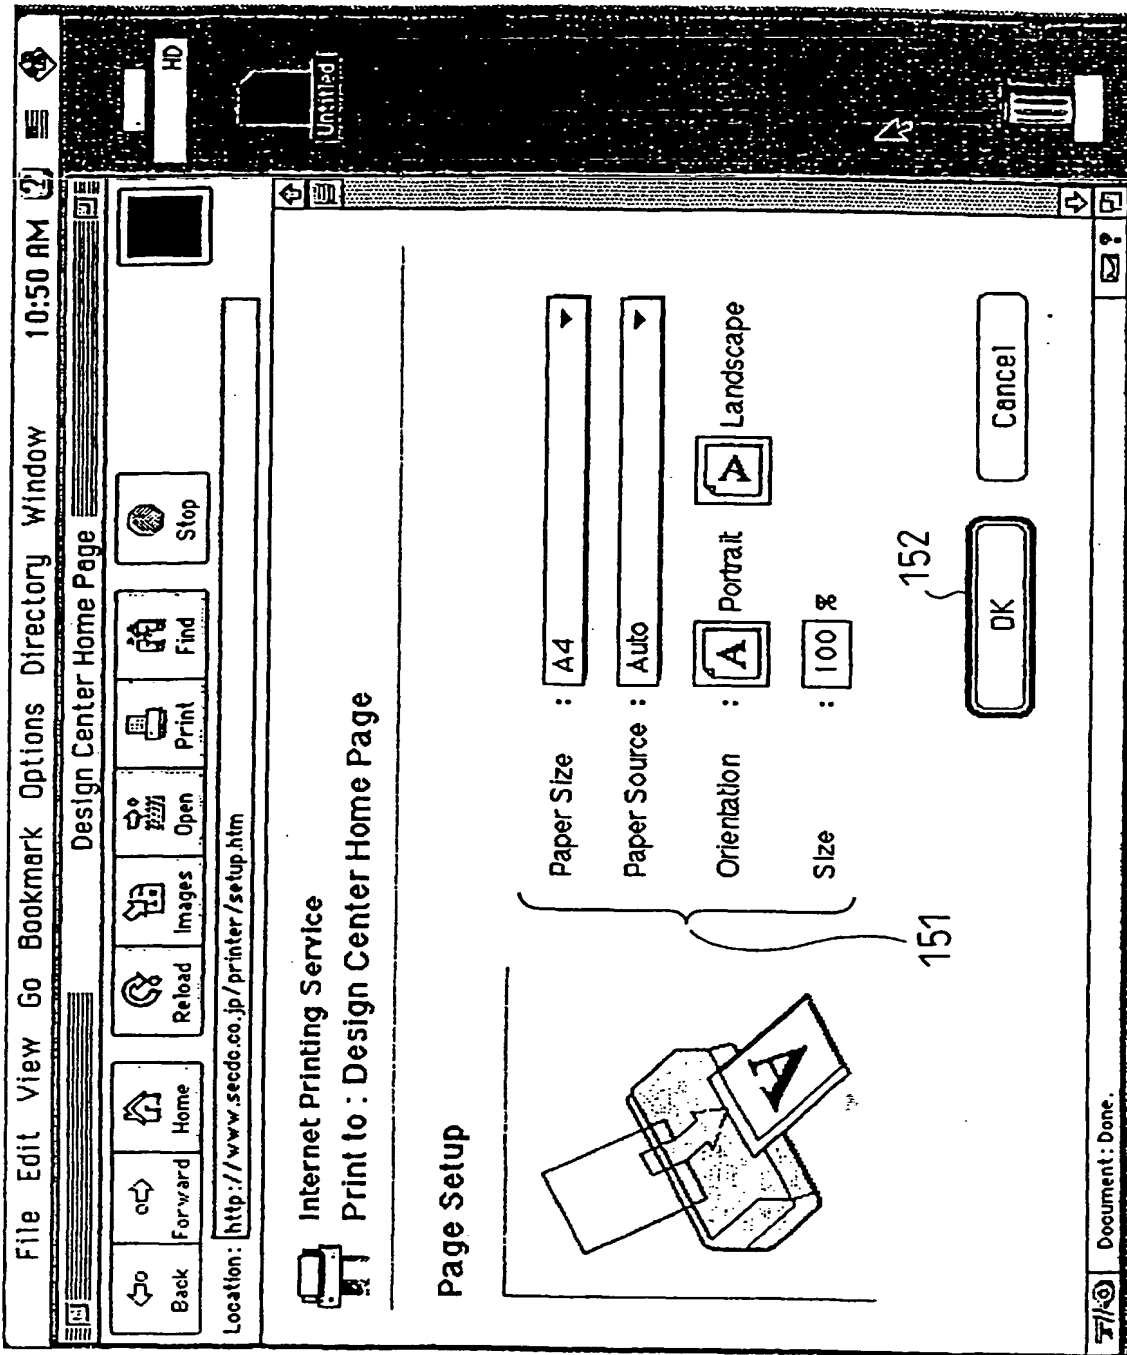 File Edit View Go Bookmark Options Directory Window 10:50 AM
Design Center Home Page
HD
Back Forward Home Reload Images Open Print Find Stop
Location: http://www.secdc.co.jp/printer/setup.htm
Untitled
Internet Printing Service
Print to : Design Center Home Page
Page Setup
Paper Size : A4
Paper Source : Auto
Orientation : A Portrait A Landscape
Size : 100 %
A
151
152
OK Cancel
Document: Done.
?